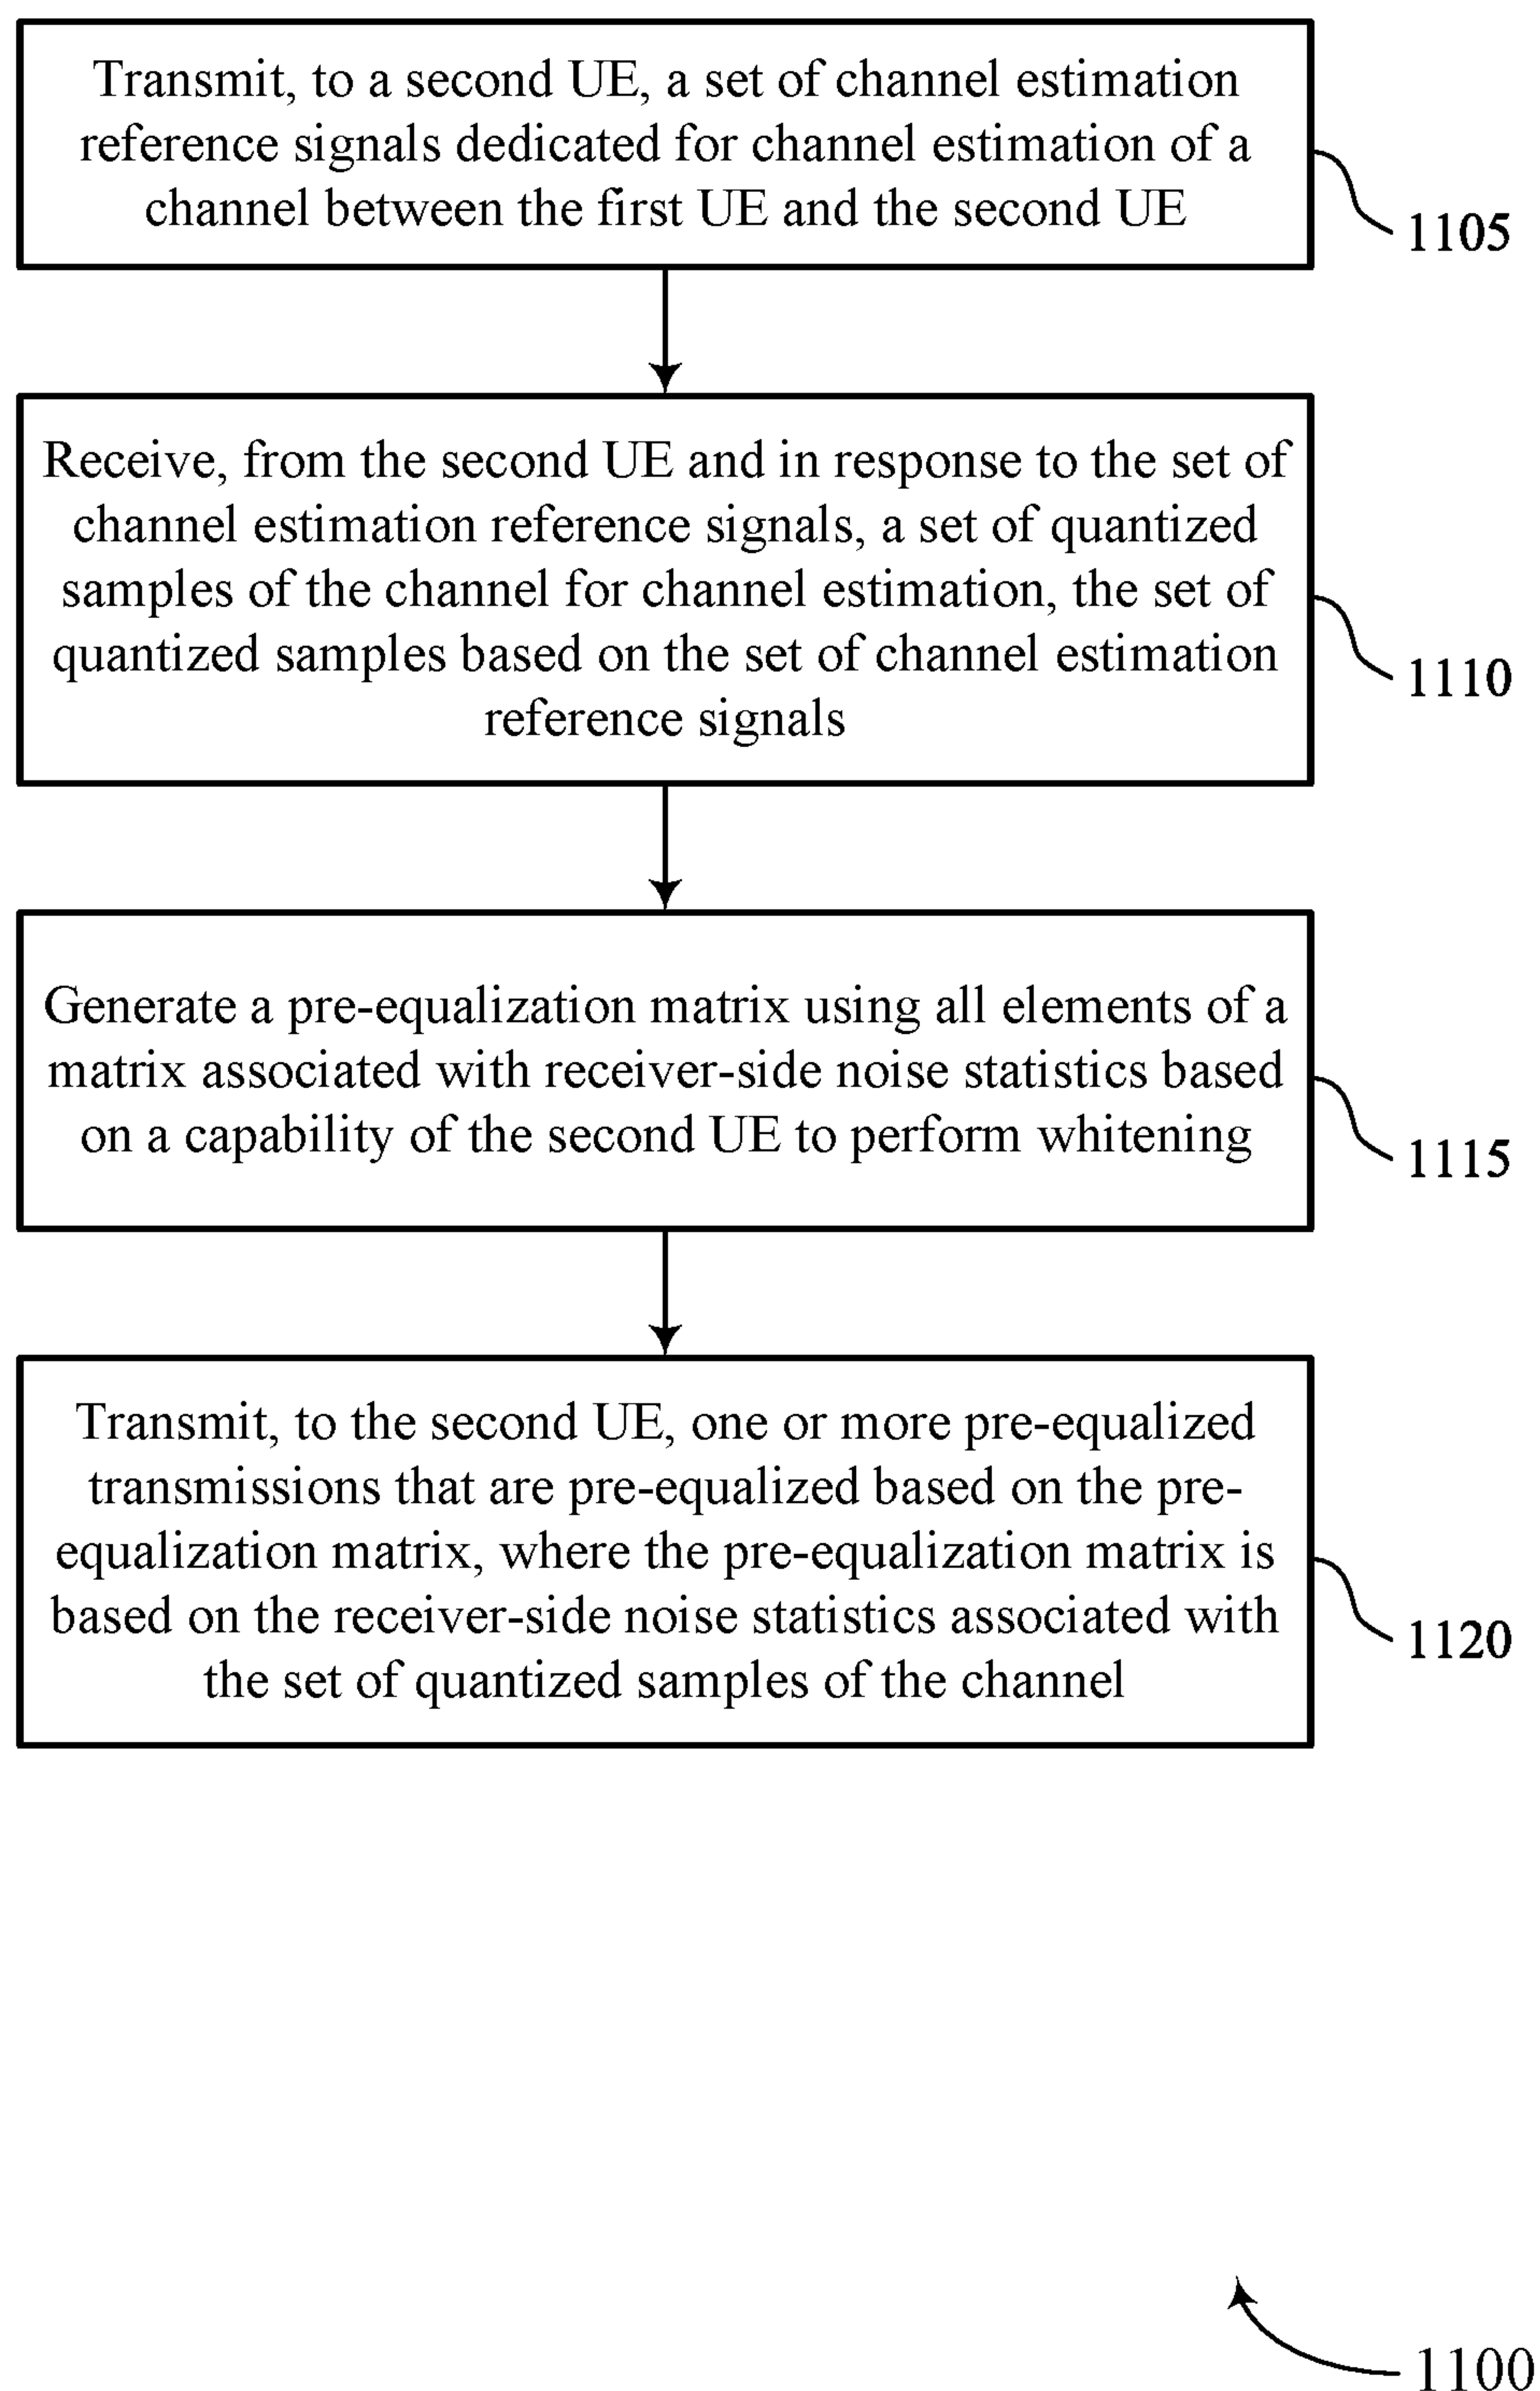 Transmit, to a second UE, a set of channel estimation
reference signals dedicated for channel estimation of a
channel between the first UE and the second UE
1105
Receive, from the second UE and in response to the set of
channel estimation reference signals, a set of quantized
samples of the channel for channel estimation, the set of
quantized samples based on the set of channel estimation
reference signals
1110
Generate a pre-equalization matrix using all elements of a
matrix associated with receiver-side noise statistics based
on a capability of the second UE to perform whitening
1115
Transmit, to the second UE, one or more pre-equalized
transmissions that are pre-equalized based on the pre-
equalization matrix, where the pre-equalization matrix is
based on the receiver-side noise statistics associated with
the set of quantized samples of the channel
1120
1100